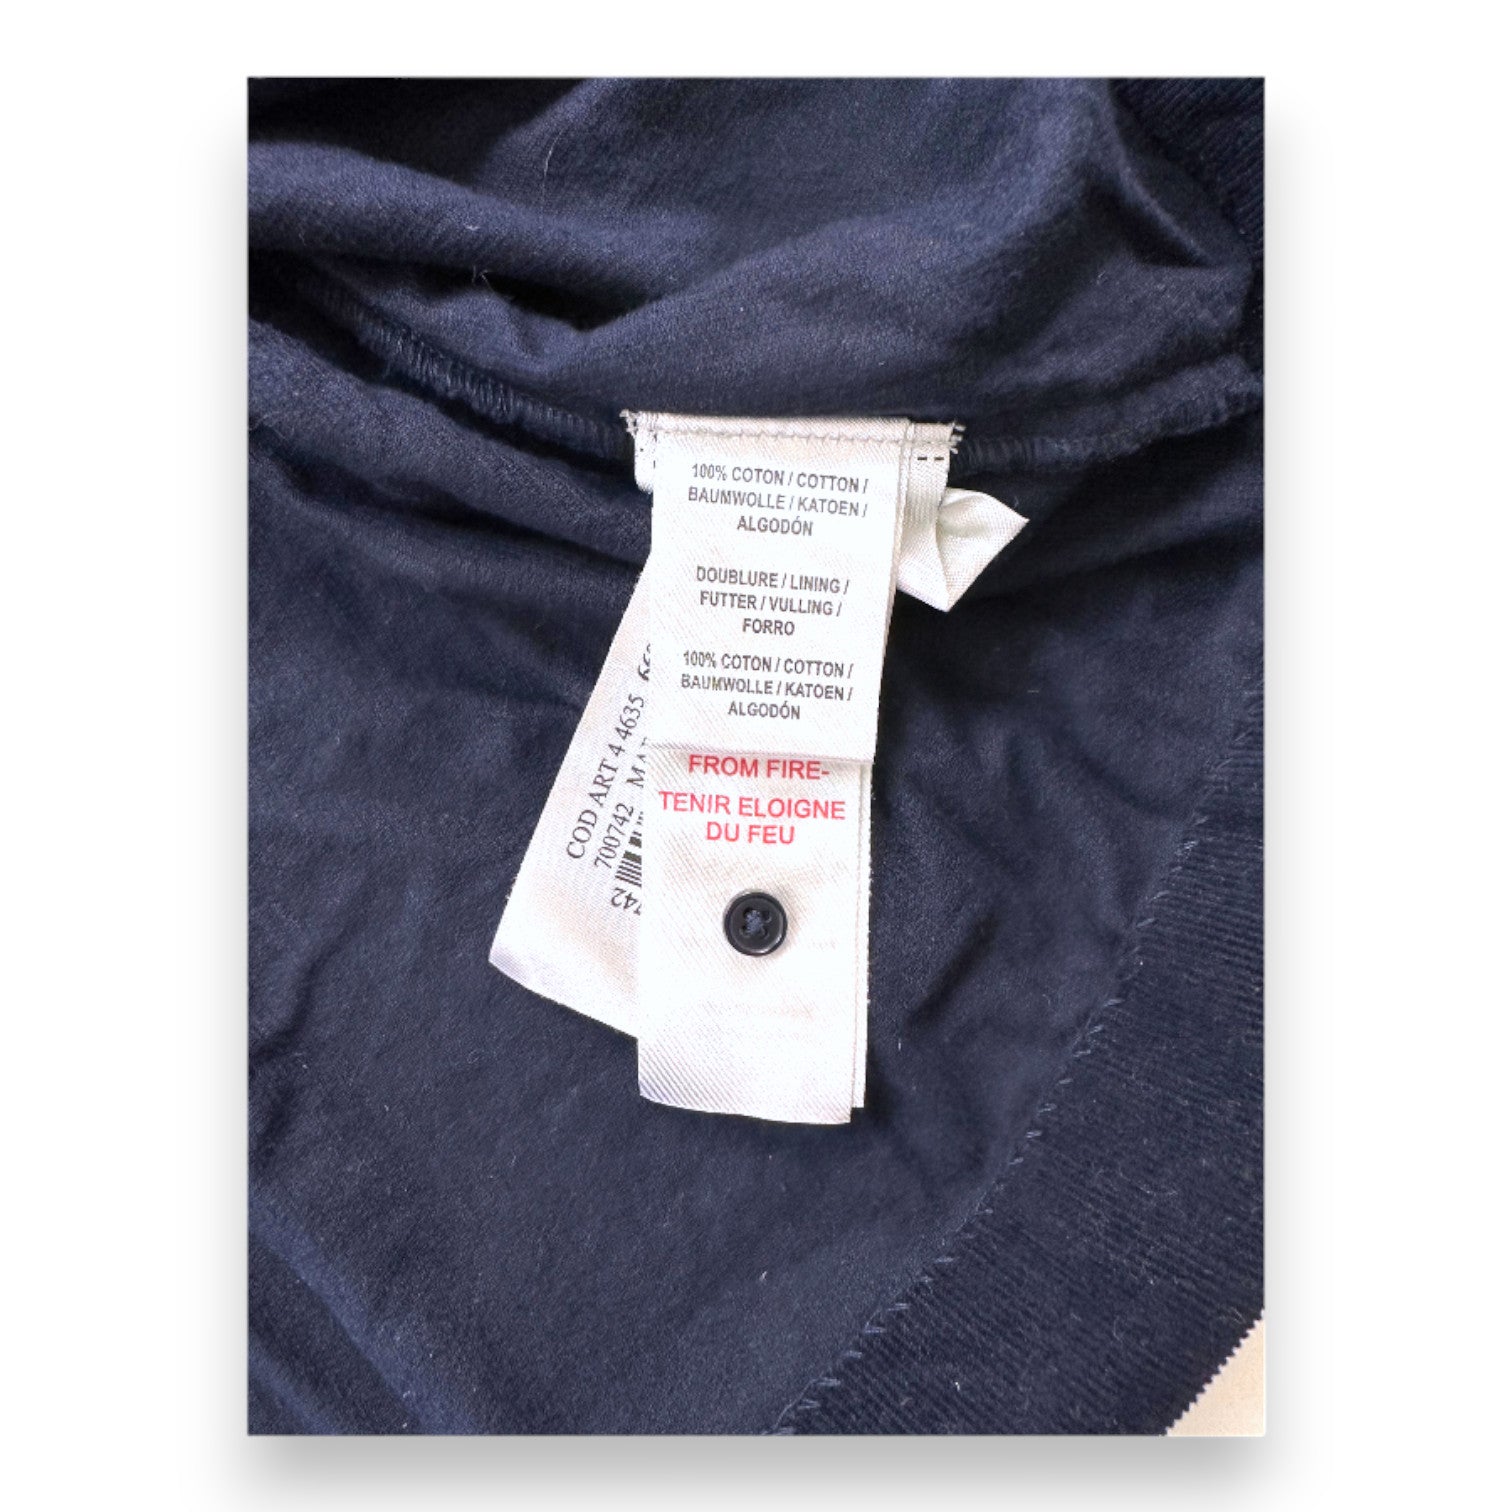 100% COTON / COTTON /
BAUMWOLLE / KATOEN /
ALGODÓN
DOUBLURE / LINING /
FUTTER / VULLING /
FORRO
100% COTON / COTTON /
BAUMWOLLE / KATOEN /
ALGODÓN
FROM FIRE-
TENIR ELOIGNE
DU FEU
COD ART 4 4635
700742